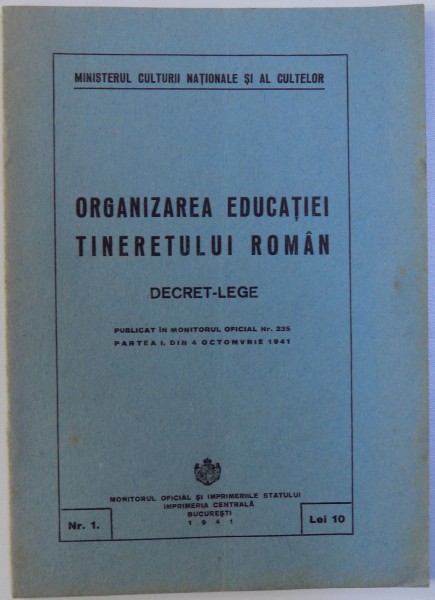 MINISTERUL CULTURII NAȚIONALE ȘI AL CULTELOR
ORGANIZAREA EDUCAȚIEI
TINERETULUI ROMÂN
DECRET-LEGE
PUBLICAT ÎN MONITORUL OFICIAL Nr. 235
PARTEA I, DIN 4 OCTOMVRIE 1941
MONITORUL OFICIAL ȘI IMPRIMERIILE STATULUI
IMPRIMERIA CENTRALĂ
BUCUREȘTI
1941
Nr. 1.
Lei 10